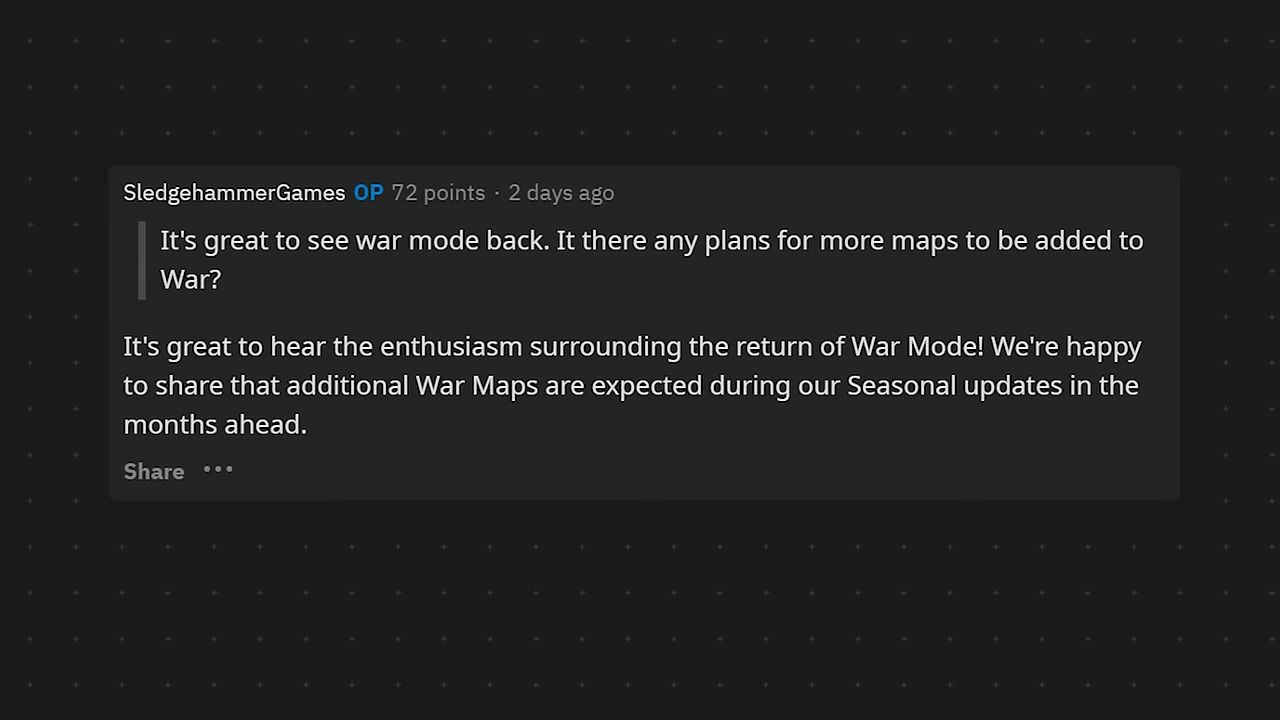 SledgehammerGames OP 72 points · 2 days ago
It's great to see war mode back. It there any plans for more maps to be added to
War?
It's great to hear the enthusiasm surrounding the return of War Mode! We're happy
to share that additional War Maps are expected during our Seasonal updates in the
months ahead.
Share •••